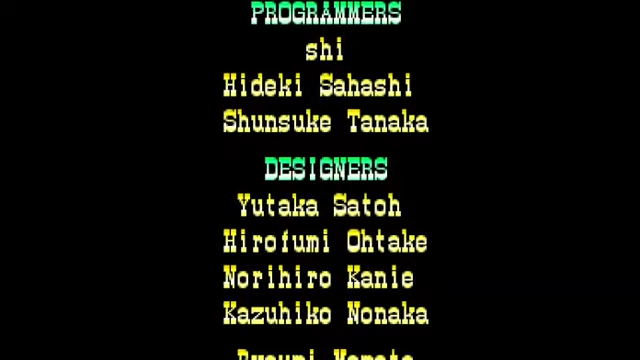 PROGRAMMERS
shi
Hideki Sahashi
Shunsuke Tanaka
DESIGNERS
Yutaka Satoh
Hirofumi Ohtake
Norihiro Kanie
Kazuhiko Nonaka